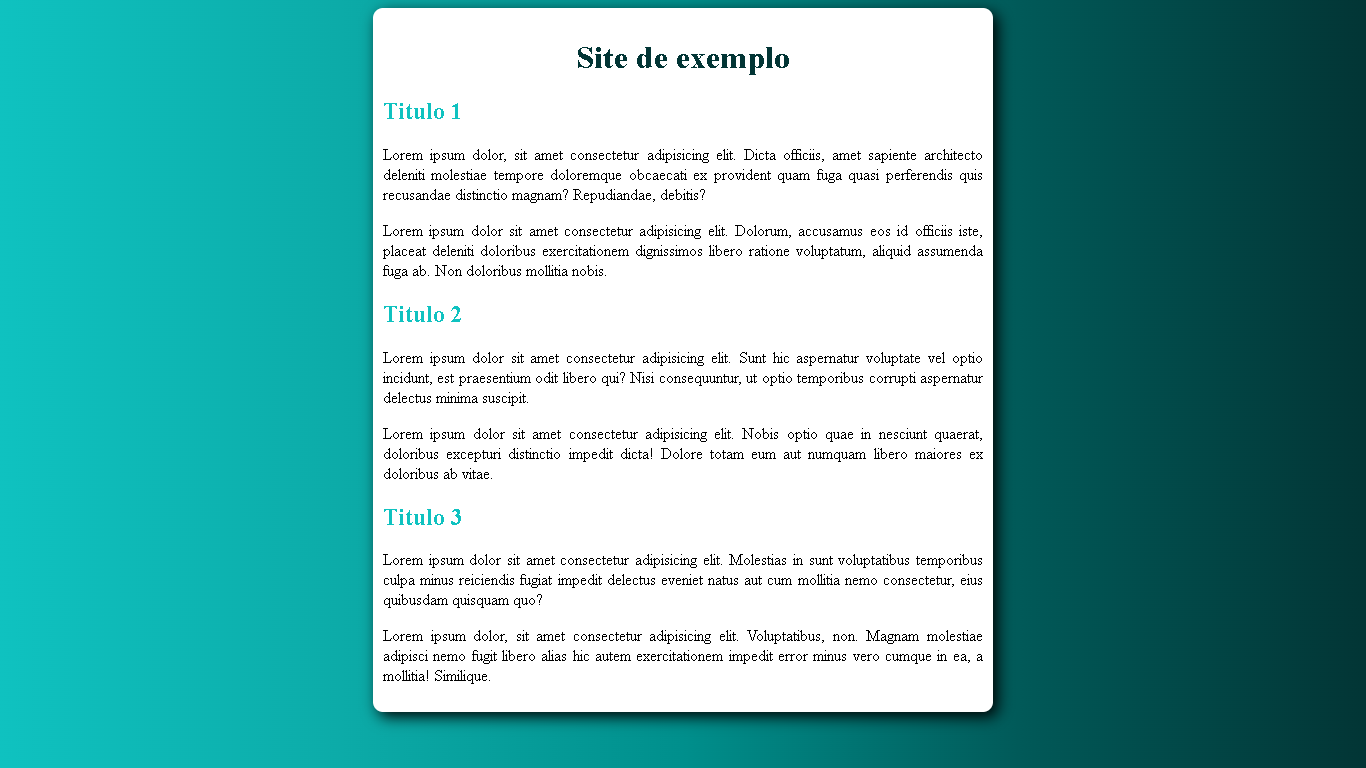 Site de exemplo
Titulo 1
Lorem ipsum dolor, sit amet consectetur adipisicing elit. Dicta officiis, amet sapiente architecto
deleniti molestiae tempore doloremque obcaecati ex provident quam fuga quasi perferendis quis
recusandae distinctio magnam? Repudiandae, debitis?
Lorem ipsum dolor sit amet consectetur adipisicing elit. Dolorum, accusamus eos id officiis iste,
placeat deleniti doloribus exercitationem dignissimos libero ratione voluptatum, aliquid assumenda
fuga ab. Non doloribus mollitia nobis.
Titulo 2
Lorem ipsum dolor sit amet consectetur adipisicing elit. Sunt hic aspernatur voluptate vel optio
incidunt, est praesentium odit libero qui? Nisi consequuntur, ut optio temporibus corrupti aspernatur
delectus minima suscipit.
Lorem ipsum dolor sit amet consectetur adipisicing elit. Nobis optio quae in nesciunt quaerat,
doloribus excepturi distinctio impedit dicta! Dolore totam eum aut numquam libero maiores ex
doloribus ab vitae.
Titulo 3
Lorem ipsum dolor sit amet consectetur adipisicing elit. Molestias in sunt voluptatibus temporibus
culpa minus reiciendis fugiat impedit delectus eveniet natus aut cum mollitia nemo consectetur, eius
quibusdam quisquam quo?
Lorem ipsum dolor, sit amet consectetur adipisicing elit. Voluptatibus, non. Magnam molestiae
adipisci nemo fugit libero alias hic autem exercitationem impedit error minus vero cumque in ea, a
mollitia! Similique.